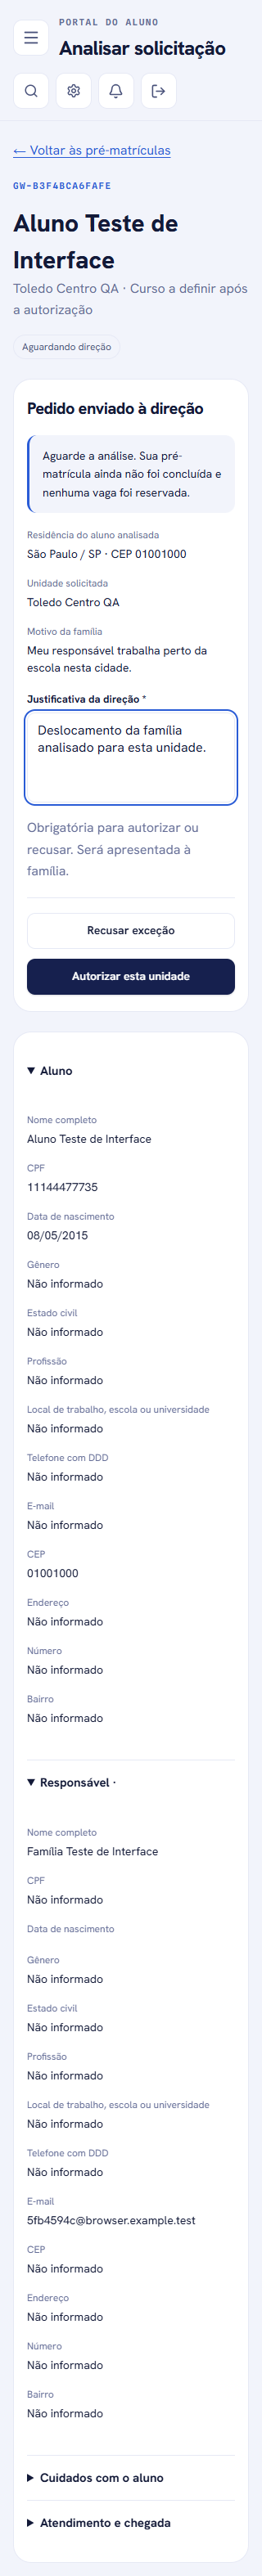 PORTAL DO ALUNO
Analisar solicitação
← Voltar às pré-matrículas
GW-B3F4BCA6FAFE
Aluno Teste de
Interface
Toledo Centro QA · Curso a definir após
a autorização
Aguardando direção
Pedido enviado à direção
Aguarde a análise. Sua pré-
matrícula ainda não foi concluída e
nenhuma vaga foi reservada.
Residência do aluno analisada
São Paulo / SP · CEP 01001000
Unidade solicitada
Toledo Centro QA
Motivo da família
Meu responsável trabalha perto da
escola nesta cidade.
Justificativa da direção *
Deslocamento da família
analisado para esta unidade.
Obrigatória para autorizar ou
recusar. Será apresentada à
família.
Recusar exceção
Autorizar esta unidade
▼ Aluno
Nome completo
Aluno Teste de Interface
CPF
11144477735
Data de nascimento
08/05/2015
Gênero
Não informado
Estado civil
Não informado
Profissão
Não informado
Local de trabalho, escola ou universidade
Não informado
Telefone com DDD
Não informado
E-mail
Não informado
CEP
01001000
Endereço
Não informado
Número
Não informado
Bairro
Não informado
▼ Responsável ·
Nome completo
Família Teste de Interface
CPF
Não informado
Data de nascimento
Gênero
Não informado
Estado civil
Não informado
Profissão
Não informado
Local de trabalho, escola ou universidade
Não informado
Telefone com DDD
Não informado
E-mail
5fb4594c@browser.example.test
CEP
Não informado
Endereço
Não informado
Número
Não informado
Bairro
Não informado
▶ Cuidados com o aluno
▶ Atendimento e chegada